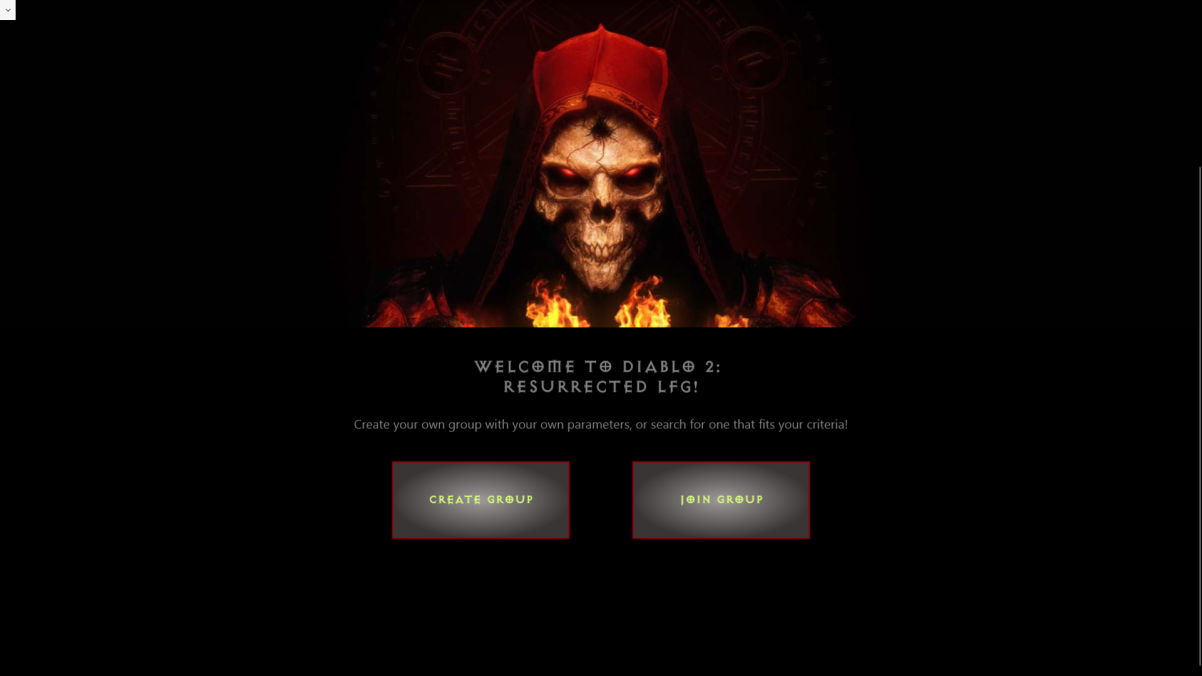 WELCOME TO DIABLO 2:
RESURRECTED LFG!
Create your own group with your own parameters, or search for one that fits your criteria!
CREATE GROUP
JOIN GROUP